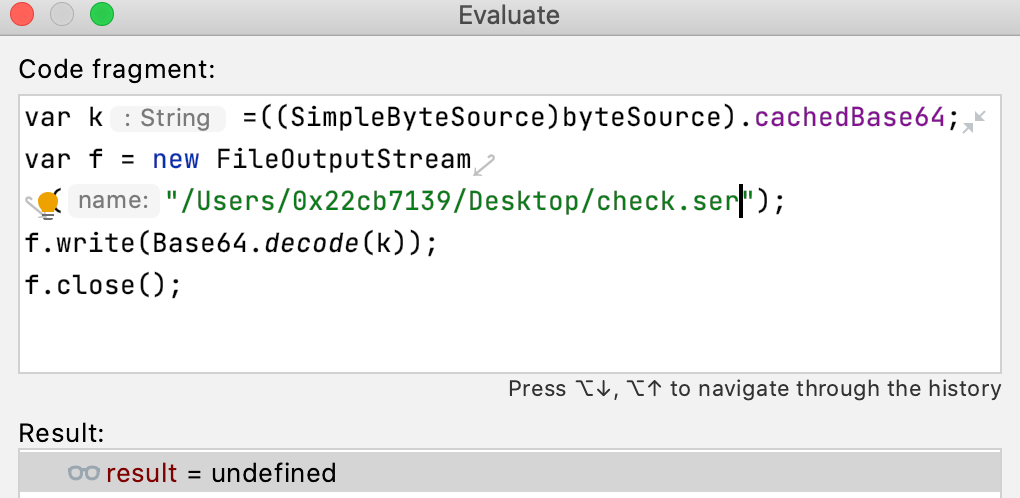 Evaluate
Code fragment:
var k : String =((SimpleByteSource)byteSource).cachedBase64;
var f = new FileOutputStream
( name: "/Users/0x22cb7139/Desktop/check.ser");
f.write(Base64.decode(k));
f.close();
Press ⌥↓, ⌥↑ to navigate through the history
Result:
result = undefined